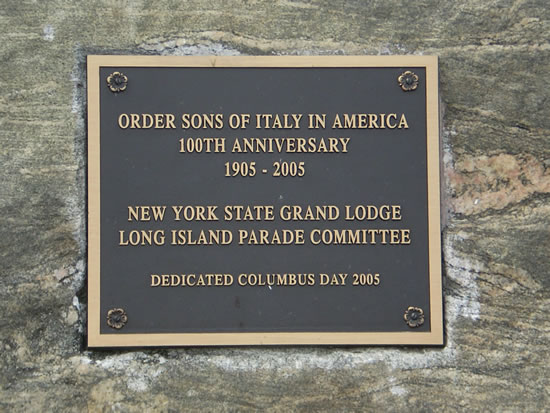 ORDER SONS OF ITALY IN AMERICA
100TH ANNIVERSARY
1905 - 2005
NEW YORK STATE GRAND LODGE
LONG ISLAND PARADE COMMITTEE
DEDICATED COLUMBUS DAY 2005